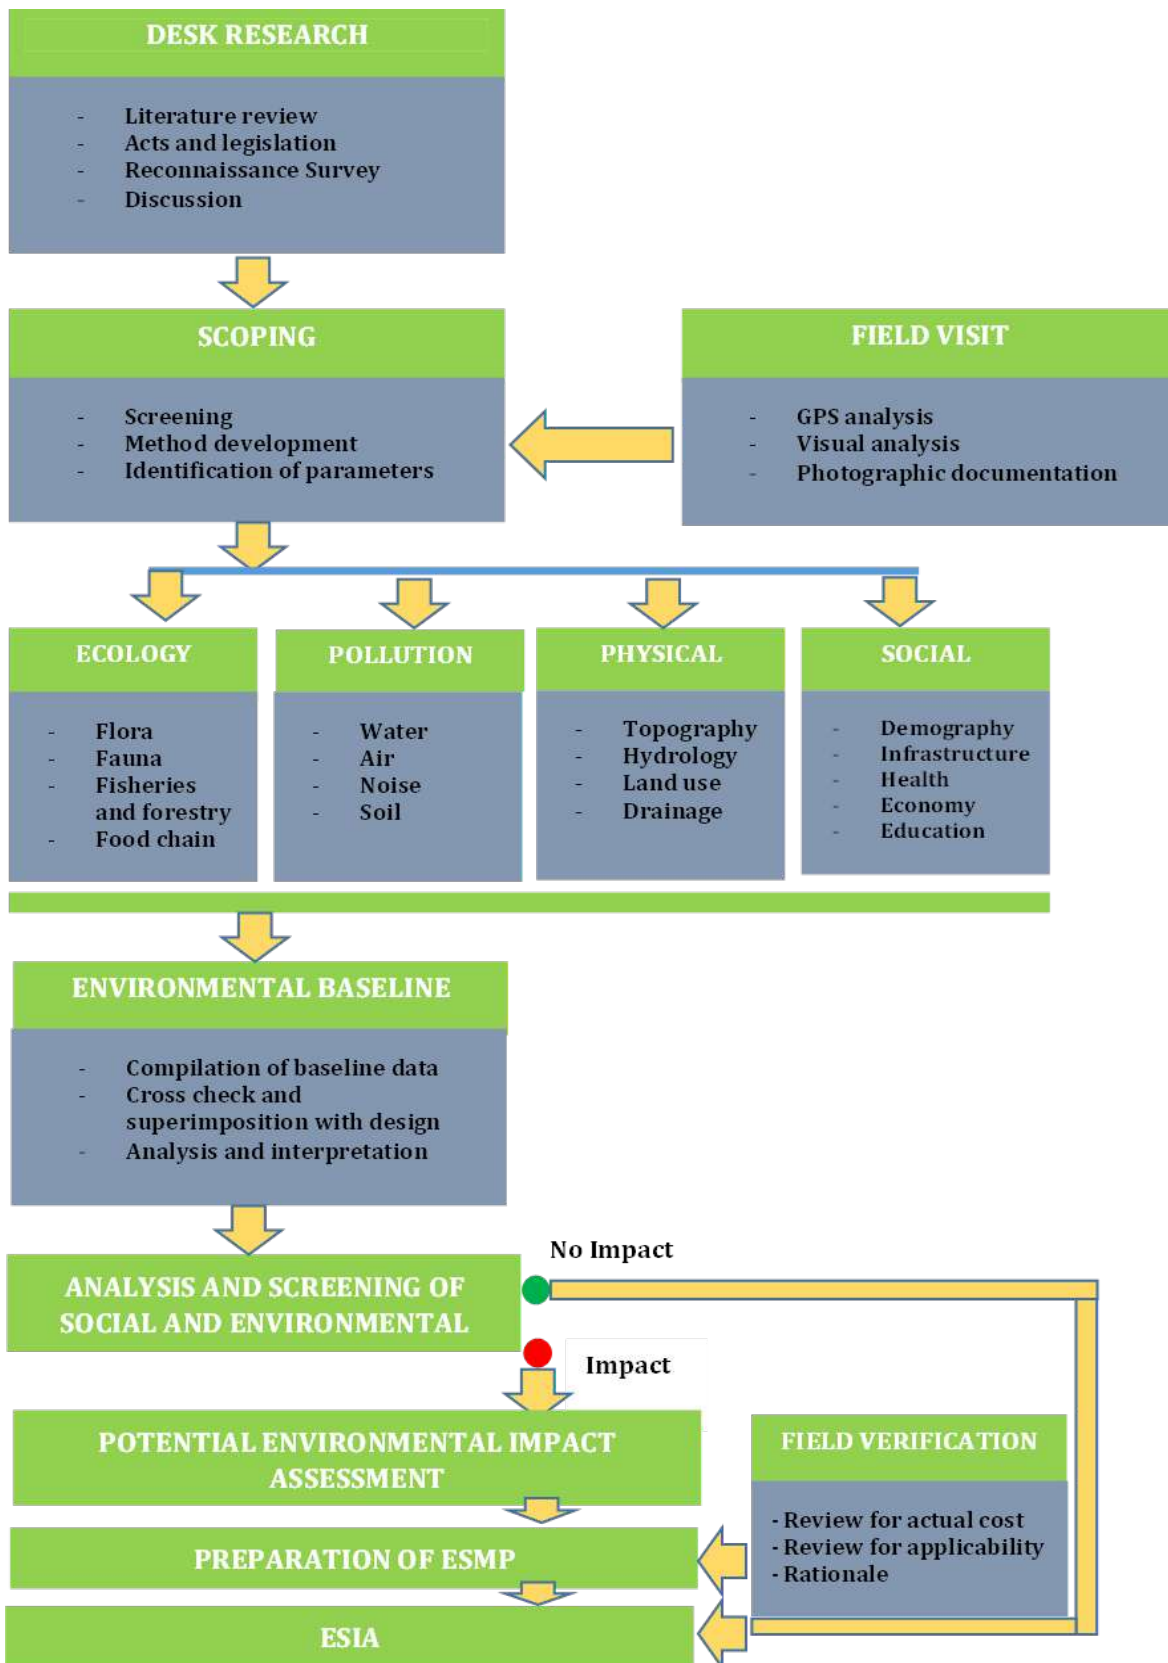 DESK RESEARCH
- Literature review
- Acts and legislation
- Reconnaissance Survey
- Discussion
SCOPING
- Screening
- Method development
- Identification of parameters
FIELD VISIT
- GPS analysis
- Visual analysis
- Photographic documentation
ECOLOGY
- Flora
- Fauna
- Fisheries
and forestry
- Food chain
POLLUTION
- Water
- Air
- Noise
- Soil
PHYSICAL
- Topography
- Hydrology
- Land use
- Drainage
SOCIAL
- Demography
- Infrastructure
- Health
- Economy
- Education
ENVIRONMENTAL BASELINE
- Compilation of baseline data
- Cross check and
superimposition with design
- Analysis and interpretation
ANALYSIS AND SCREENING OF
SOCIAL AND ENVIRONMENTAL
No Impact
Impact
POTENTIAL ENVIRONMENTAL IMPACT
ASSESSMENT
FIELD VERIFICATION
- Review for actual cost
- Review for applicability
- Rationale
PREPARATION OF ESMP
ESIA